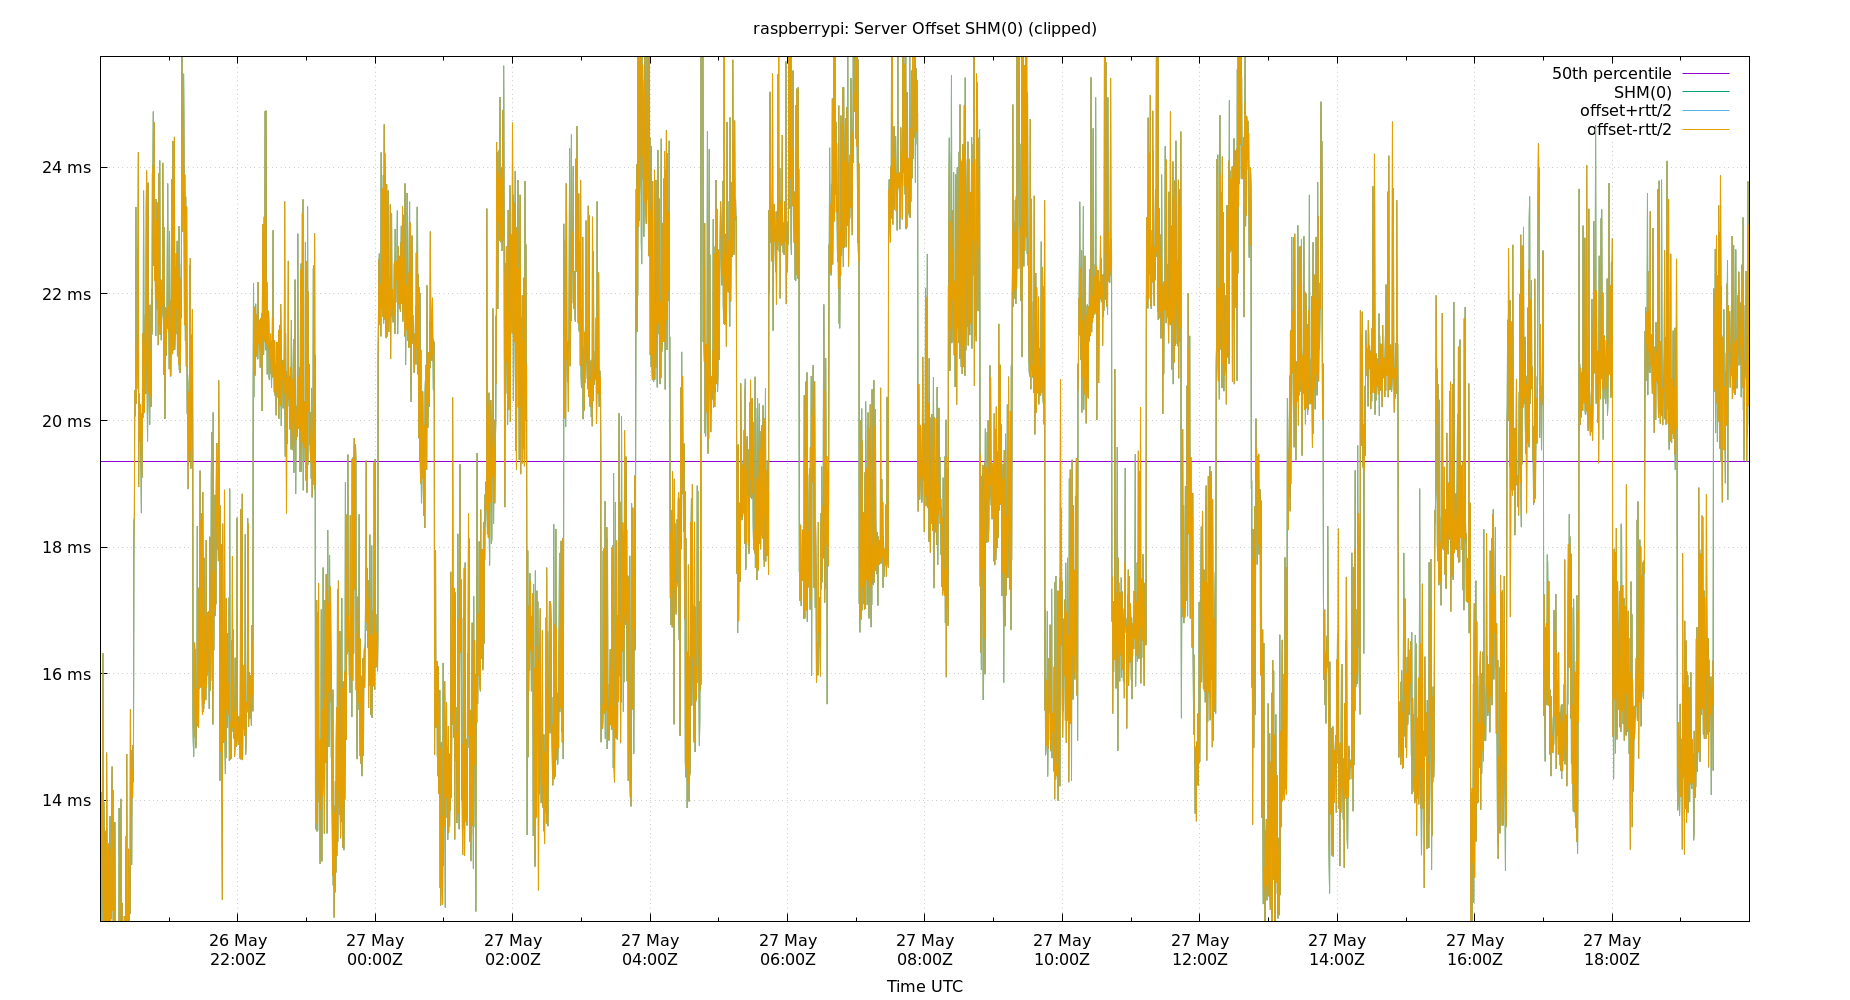 raspberrypi: Server Offset SHM(0) (clipped)
50th percentile
SHM(0)
offset+rtt/2
offset-rtt/2
24 ms
22 ms
20 ms
18 ms
16 ms
14 ms
26 May 27 May 27 May 27 May 27 May 27 May 27 May 27 May 27 May 27 May 27 May
22:00Z 00:00Z 02:00Z 04:00Z 06:00Z 08:00Z 10:00Z 12:00Z 14:00Z 16:00Z 18:00Z
Time UTC